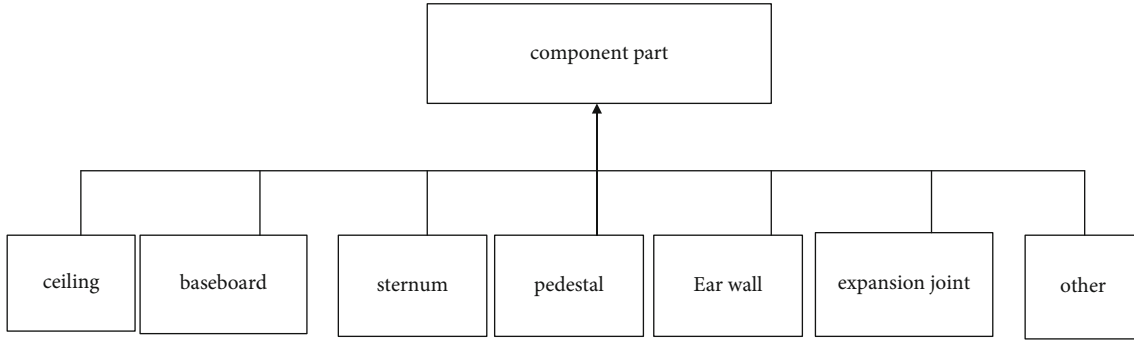 component part
ceiling
baseboard
sternum
pedestal
Ear wall
expansion joint
other